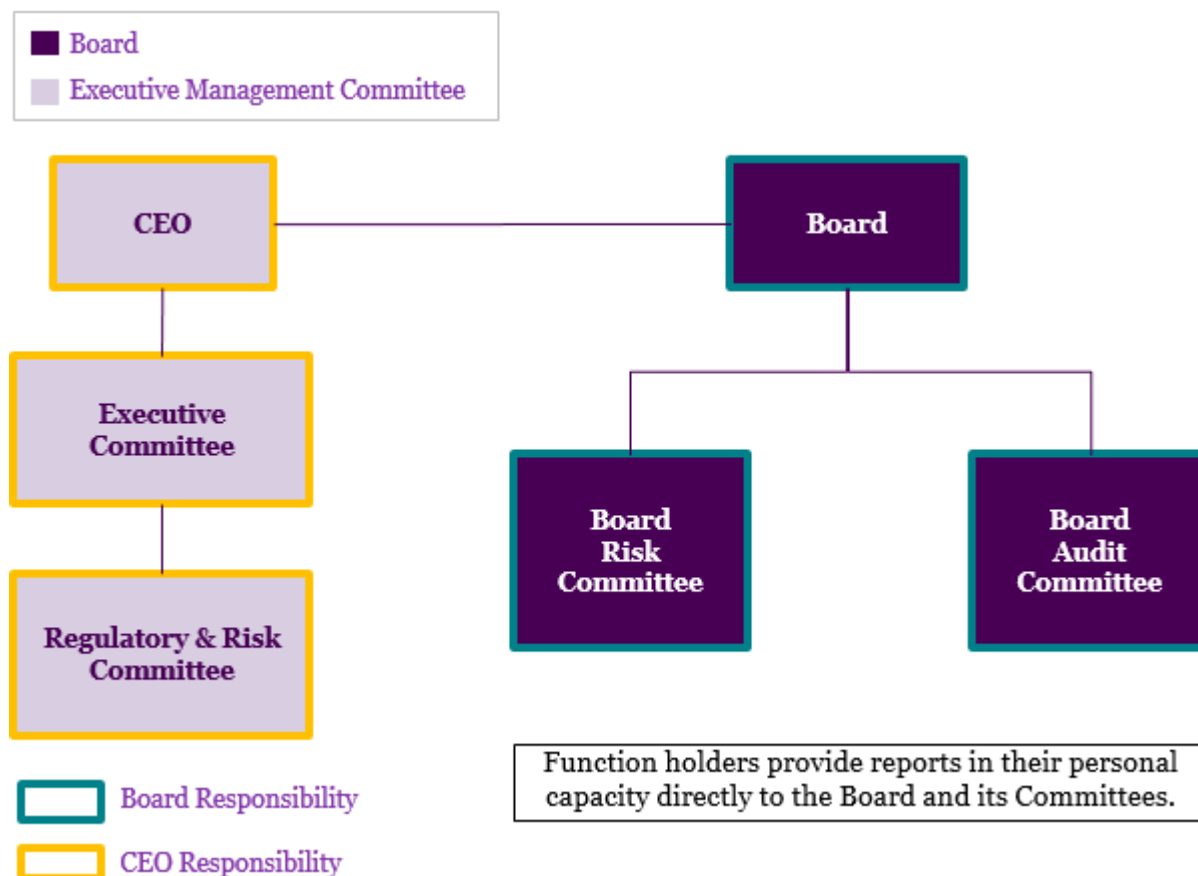 Board
Executive Management Committee
CEO
Board
Executive
Committee
Board
Risk
Committee
Board
Audit
Committee
Regulatory & Risk
Committee
Function holders provide reports in their personal
capacity directly to the Board and its Committees.
Board Responsibility
CEO Responsibility